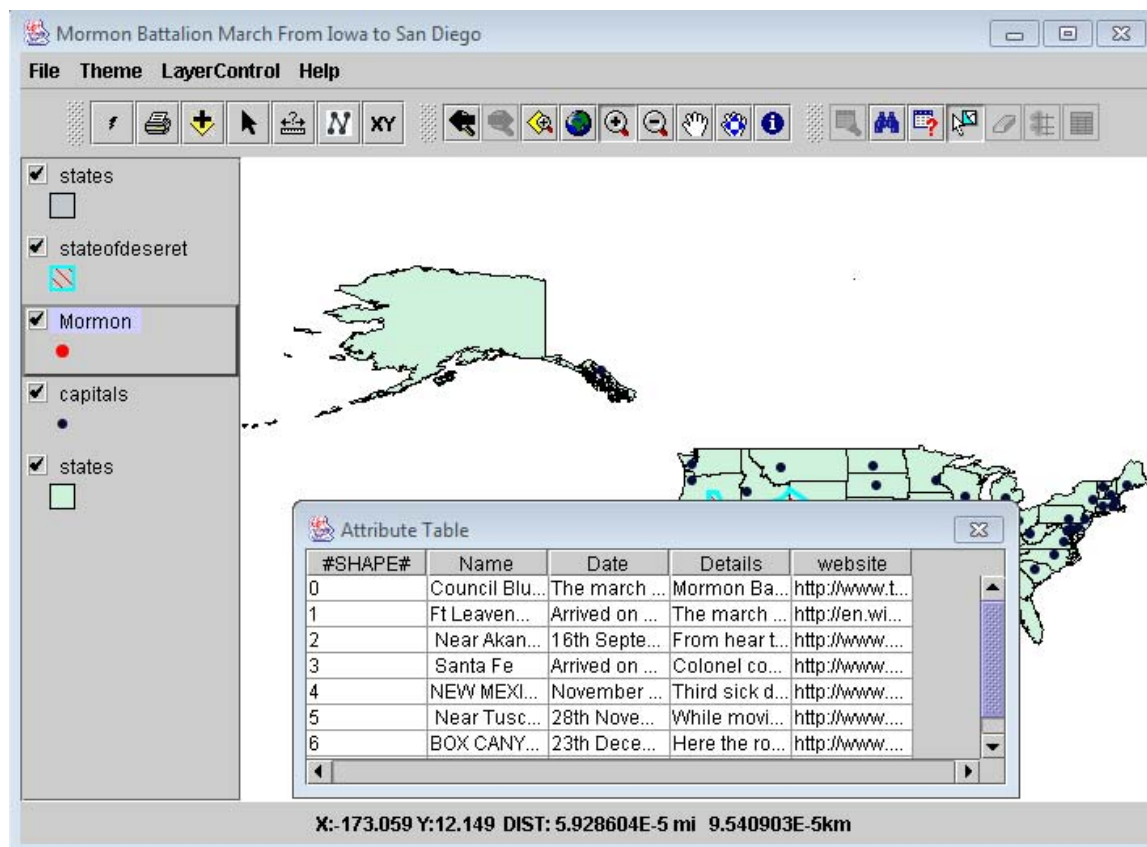 Mormon Battalion March From Iowa to San Diego
File Theme LayerControl Help
XY
states
stateofdeseret
Mormon
capitals
states
Attribute Table
#SHAPE# Name Date Details website
0 Council Blu... The march ... Mormon Ba... http://www.t...
1 Ft Leaven... Arrived on ... The march ... http://en.wi...
2 Near Akan... 16th Septe... From hear t... http://www....
3 Santa Fe Arrived on ... Colonel co... http://www....
4 NEW MEXI... November ... Third sick d... http://www....
5 Near Tusc... 28th Nove... While movi... http://www....
6 BOX CANY... 23th Dece... Here the ro... http://www....
X:-173.059 Y:12.149 DIST: 5.928604E-5 mi 9.540903E-5km